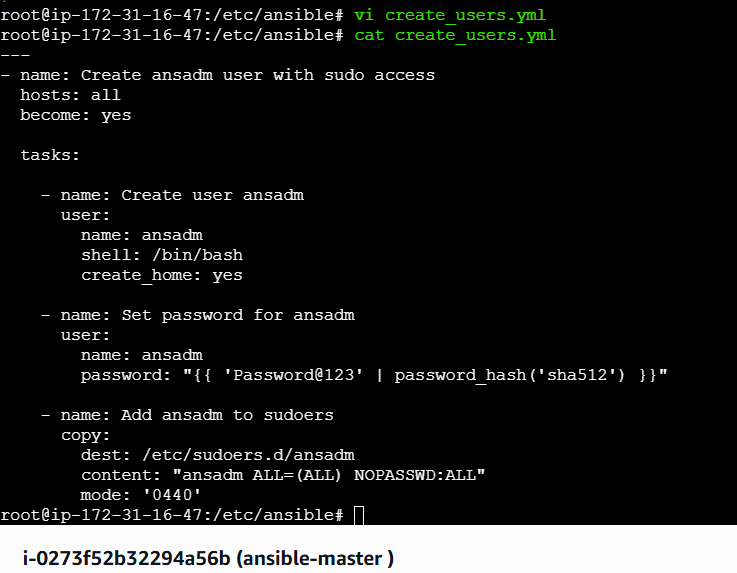 root@ip-172-31-16-47:/etc/ansible# vi create_users.yml
root@ip-172-31-16-47:/etc/ansible# cat create_users.yml
---
- name: Create ansadm user with sudo access
  hosts: all
  become: yes

  tasks:

    - name: Create user ansadm
      user:
        name: ansadm
        shell: /bin/bash
        create_home: yes

    - name: Set password for ansadm
      user:
        name: ansadm
        password: "{{ 'Password@123' | password_hash('sha512') }}"

    - name: Add ansadm to sudoers
      copy:
        dest: /etc/sudoers.d/ansadm
        content: "ansadm ALL=(ALL) NOPASSWD:ALL"
        mode: '0440'
root@ip-172-31-16-47:/etc/ansible#
i-0273f52b32294a56b (ansible-master )